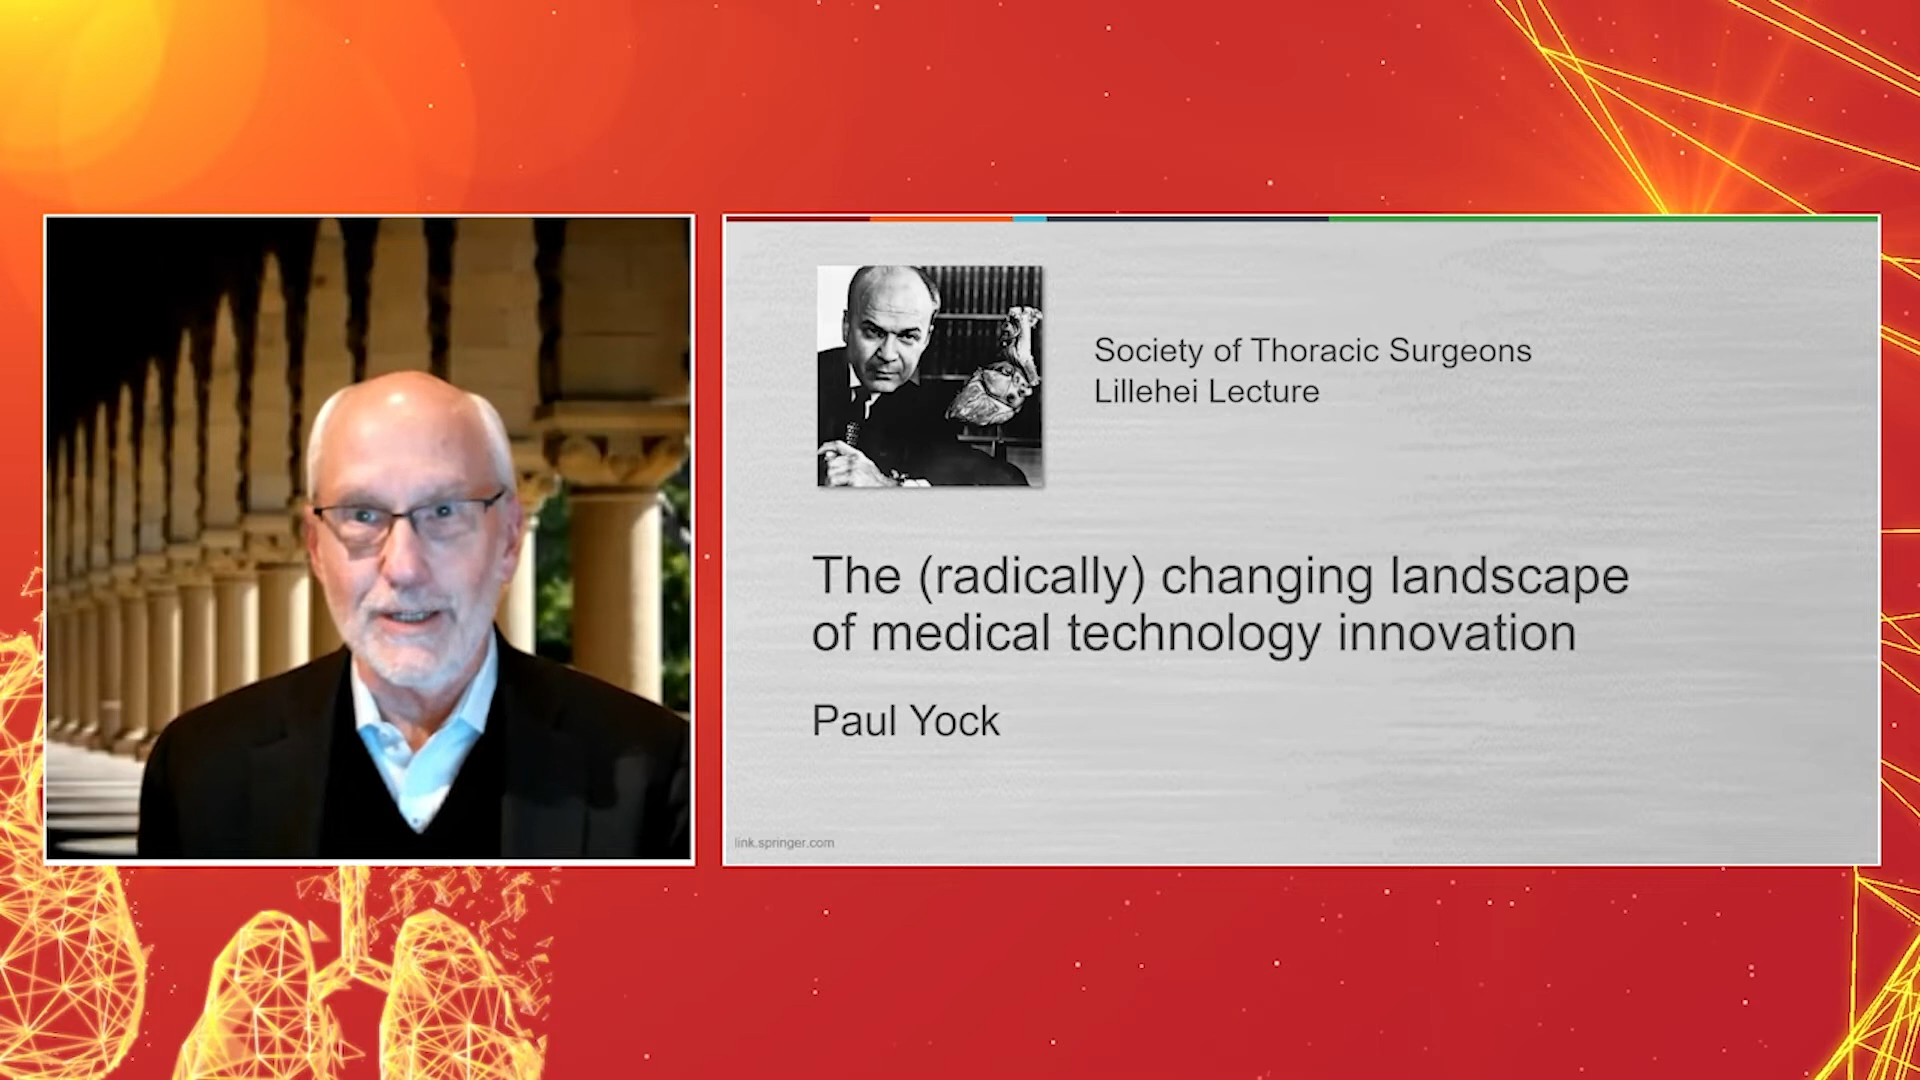 Society of Thoracic Surgeons
Lillehei Lecture
The (radically) changing landscape
of medical technology innovation
Paul Yock
link.springer.com